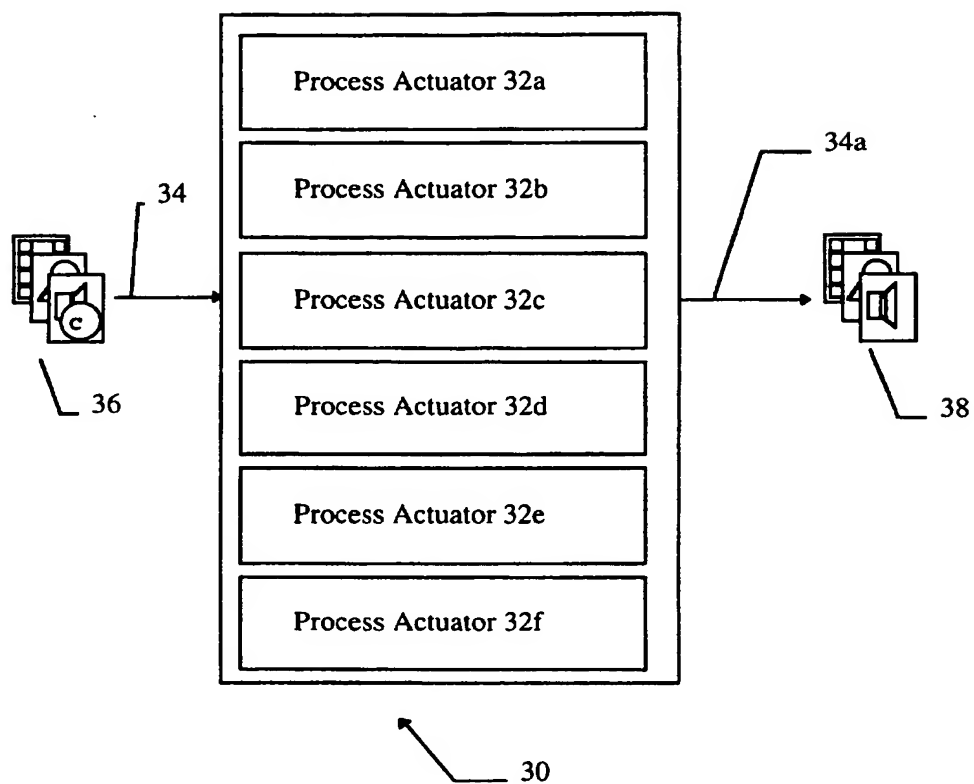 Process Actuator 32a
34a
Process Actuator 32b
34
Process Actuator 32c
c
36
Process Actuator 32d
38
Process Actuator 32e
Process Actuator 32f
30